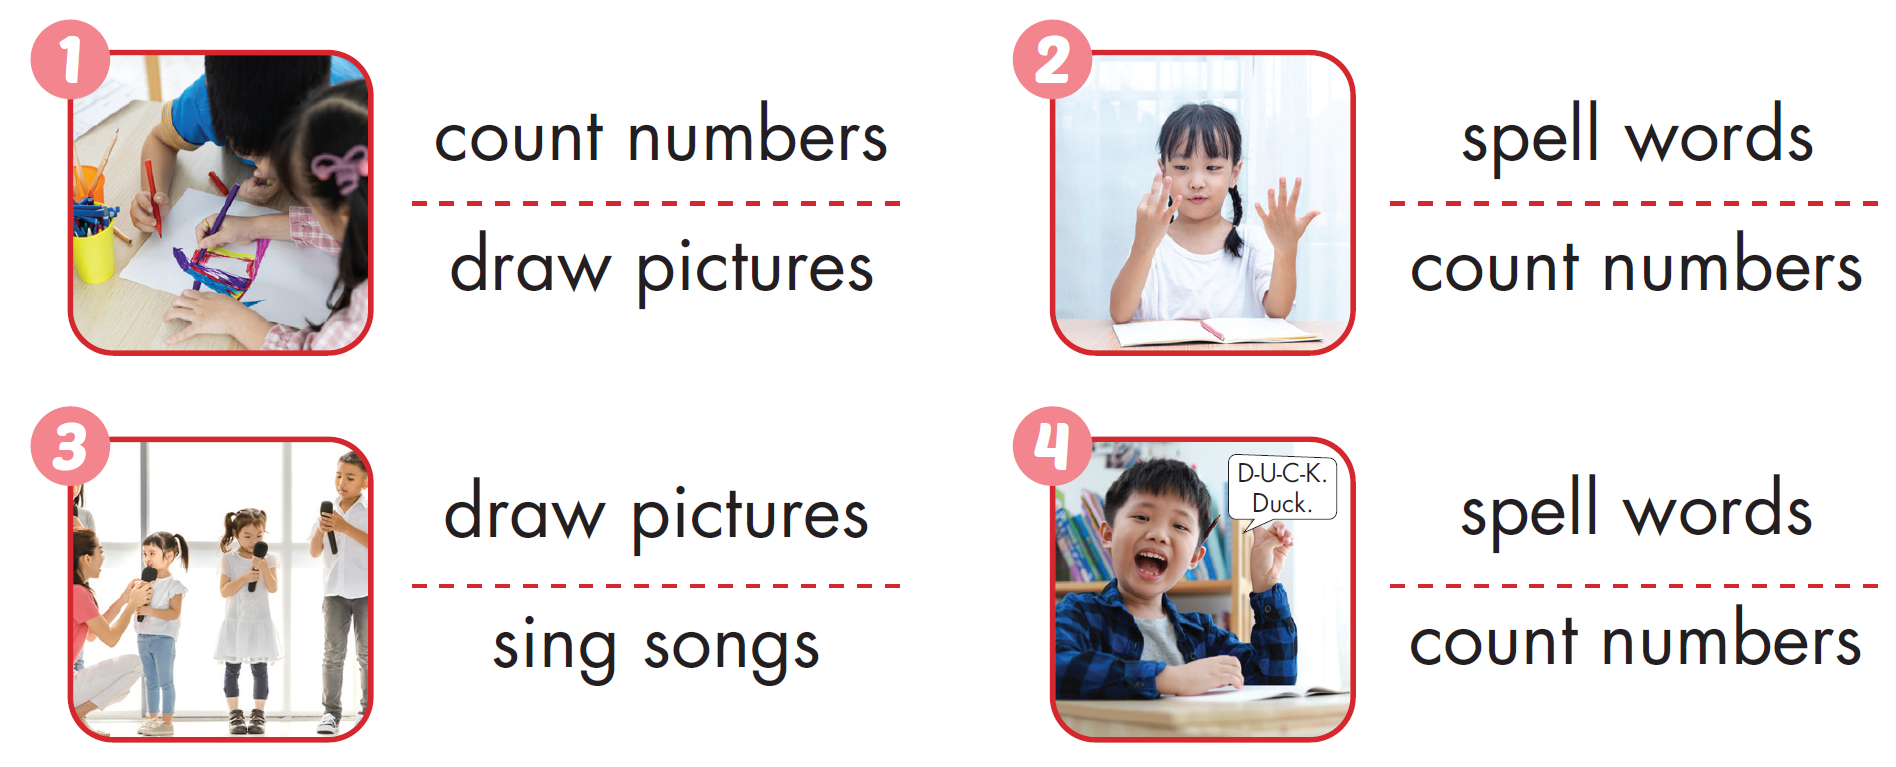 1
count numbers
draw pictures
2
spell words
count numbers
3
draw pictures
sing songs
4
D-U-C-K.
Duck.
spell words
count numbers